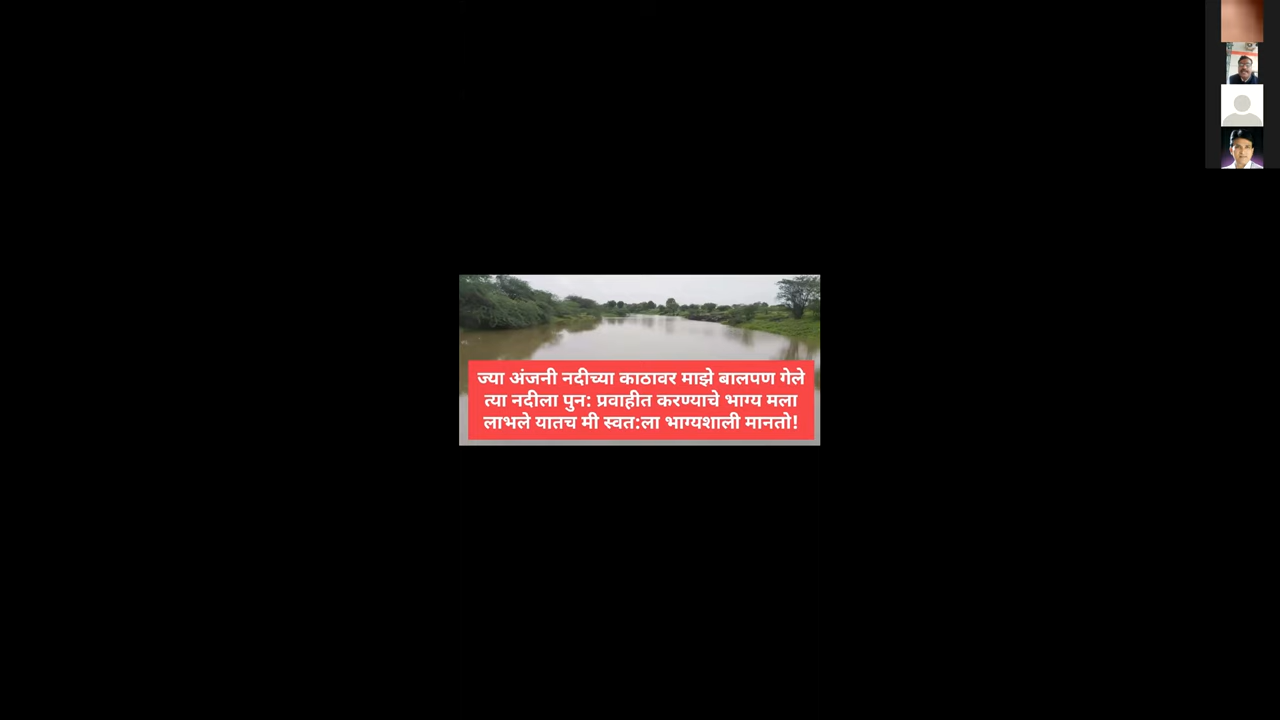 ज्या अंजनी नदीच्या काठावर माझे बालपण गेले
त्या नदीला पुन: प्रवाहीत करण्याचे भाग्य मला
लाभले यातच मी स्वत:ला भाग्यशाली मानतो!